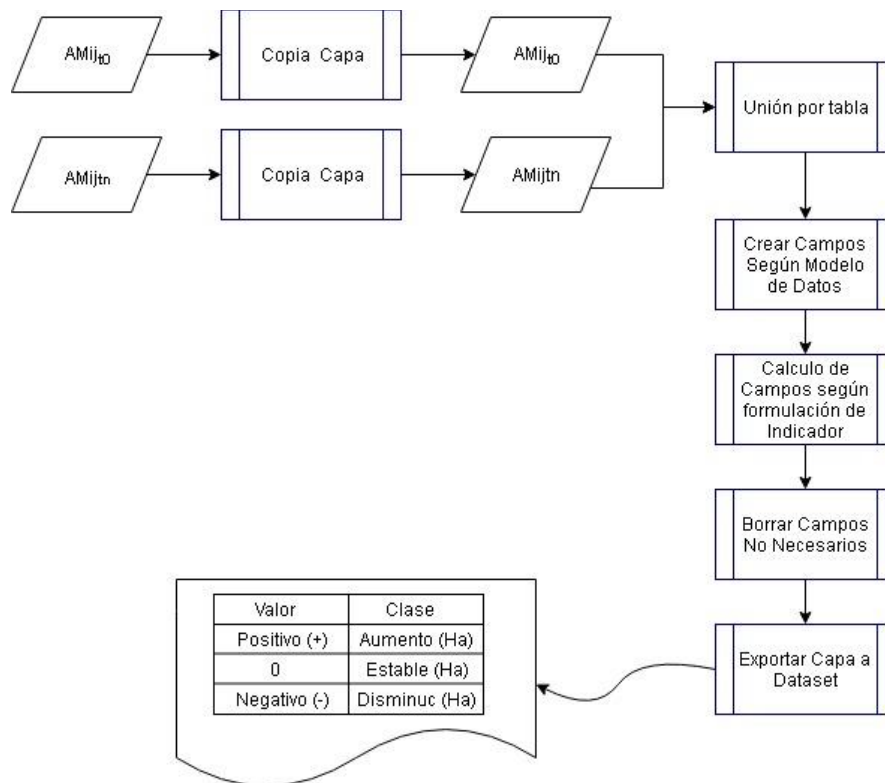 AMijt0
Copia Capa
AMijt0
Unión por tabla
AMijtn
Copia Capa
AMijtn
Crear Campos
Según Modelo
de Datos
Calculo de
Campos según
formulación de
Indicador
Borrar Campos
No Necesarios
Exportar Capa a
Dataset
Valor Clase
Positivo (+) Aumento (Ha)
0 Estable (Ha)
Negativo (-) Disminuc (Ha)